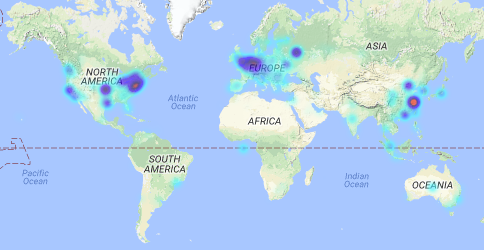 ASIA
NORTH
AMERICA
EUROPE
Atlantic
Ocean
AFRICA
SOUTH
AMERICA
Pacific
Ocean
Indian
Ocean
OCEANIA